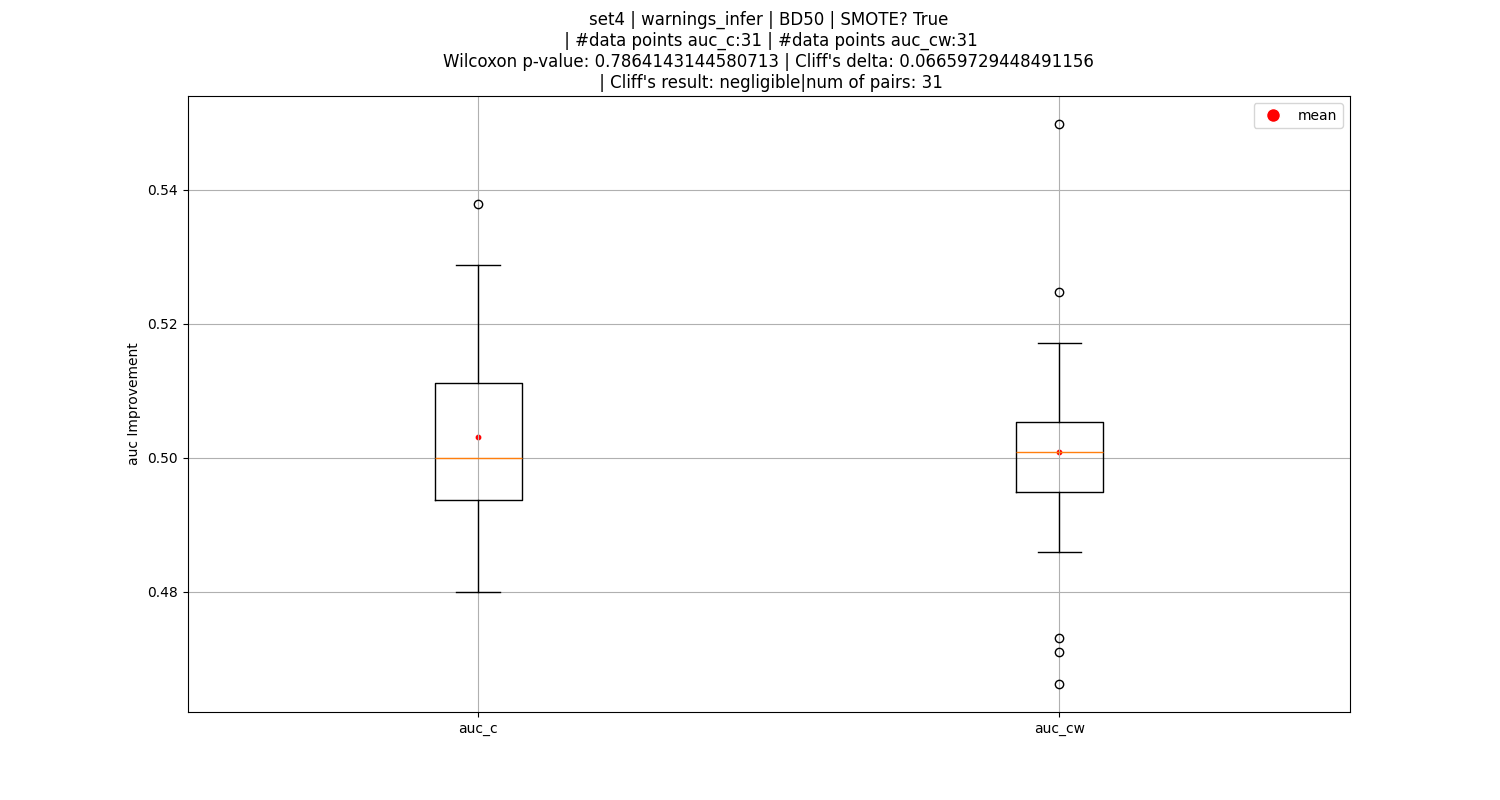 set4 | warnings_infer | BD50 | SMOTE? True
| #data points auc_c:31 | #data points auc_cw:31
Wilcoxon p-value: 0.7864143144580713 | Cliff's delta: 0.06659729448491156
| Cliff's result: negligible|num of pairs: 31
mean
0.54
0.52
0.50
0.48
auc Improvement
auc_c
auc_cw